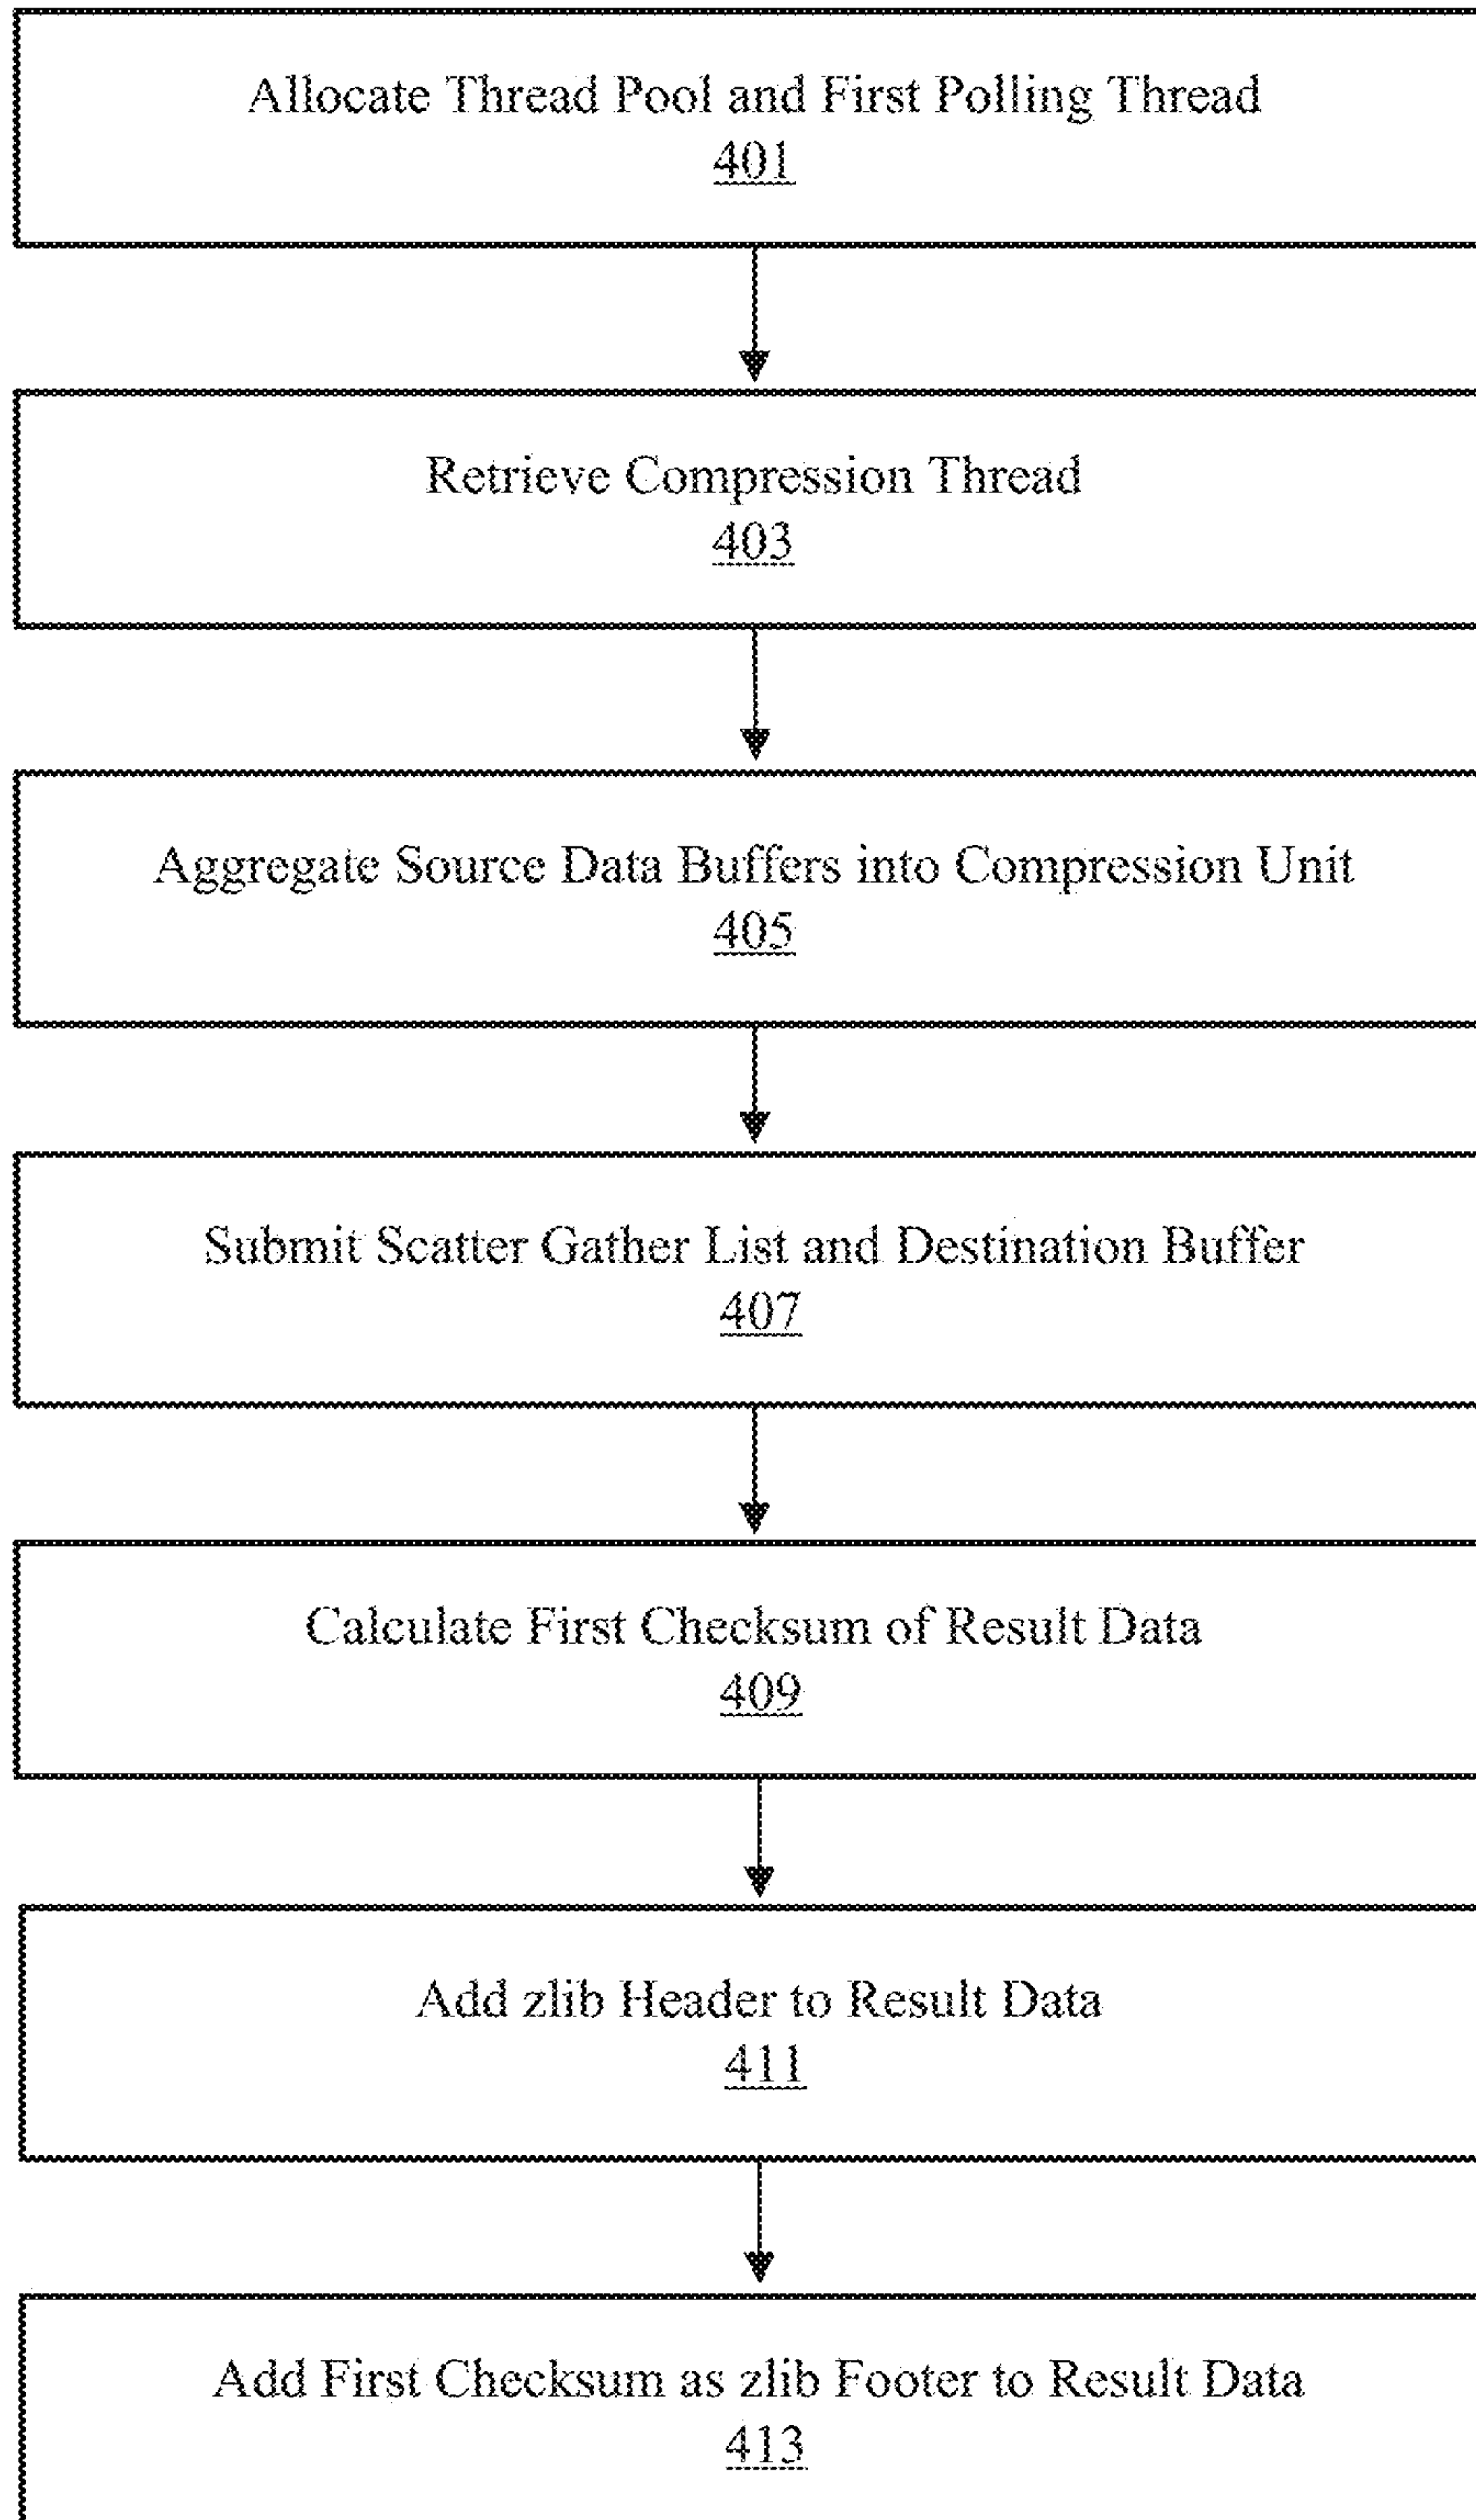 Allocate Thread Pool and First Polling Thread
401
Retrieve Compression Thread
403
Aggregate Source Data Buffers into Compression Unit
405
Submit Scatter Gather List and Destination Buffer
407
Calculate First Checksum of Result Data
409
Add zlib Header to Result Data
411
Add First Checksum as zlib Footer to Result Data
413